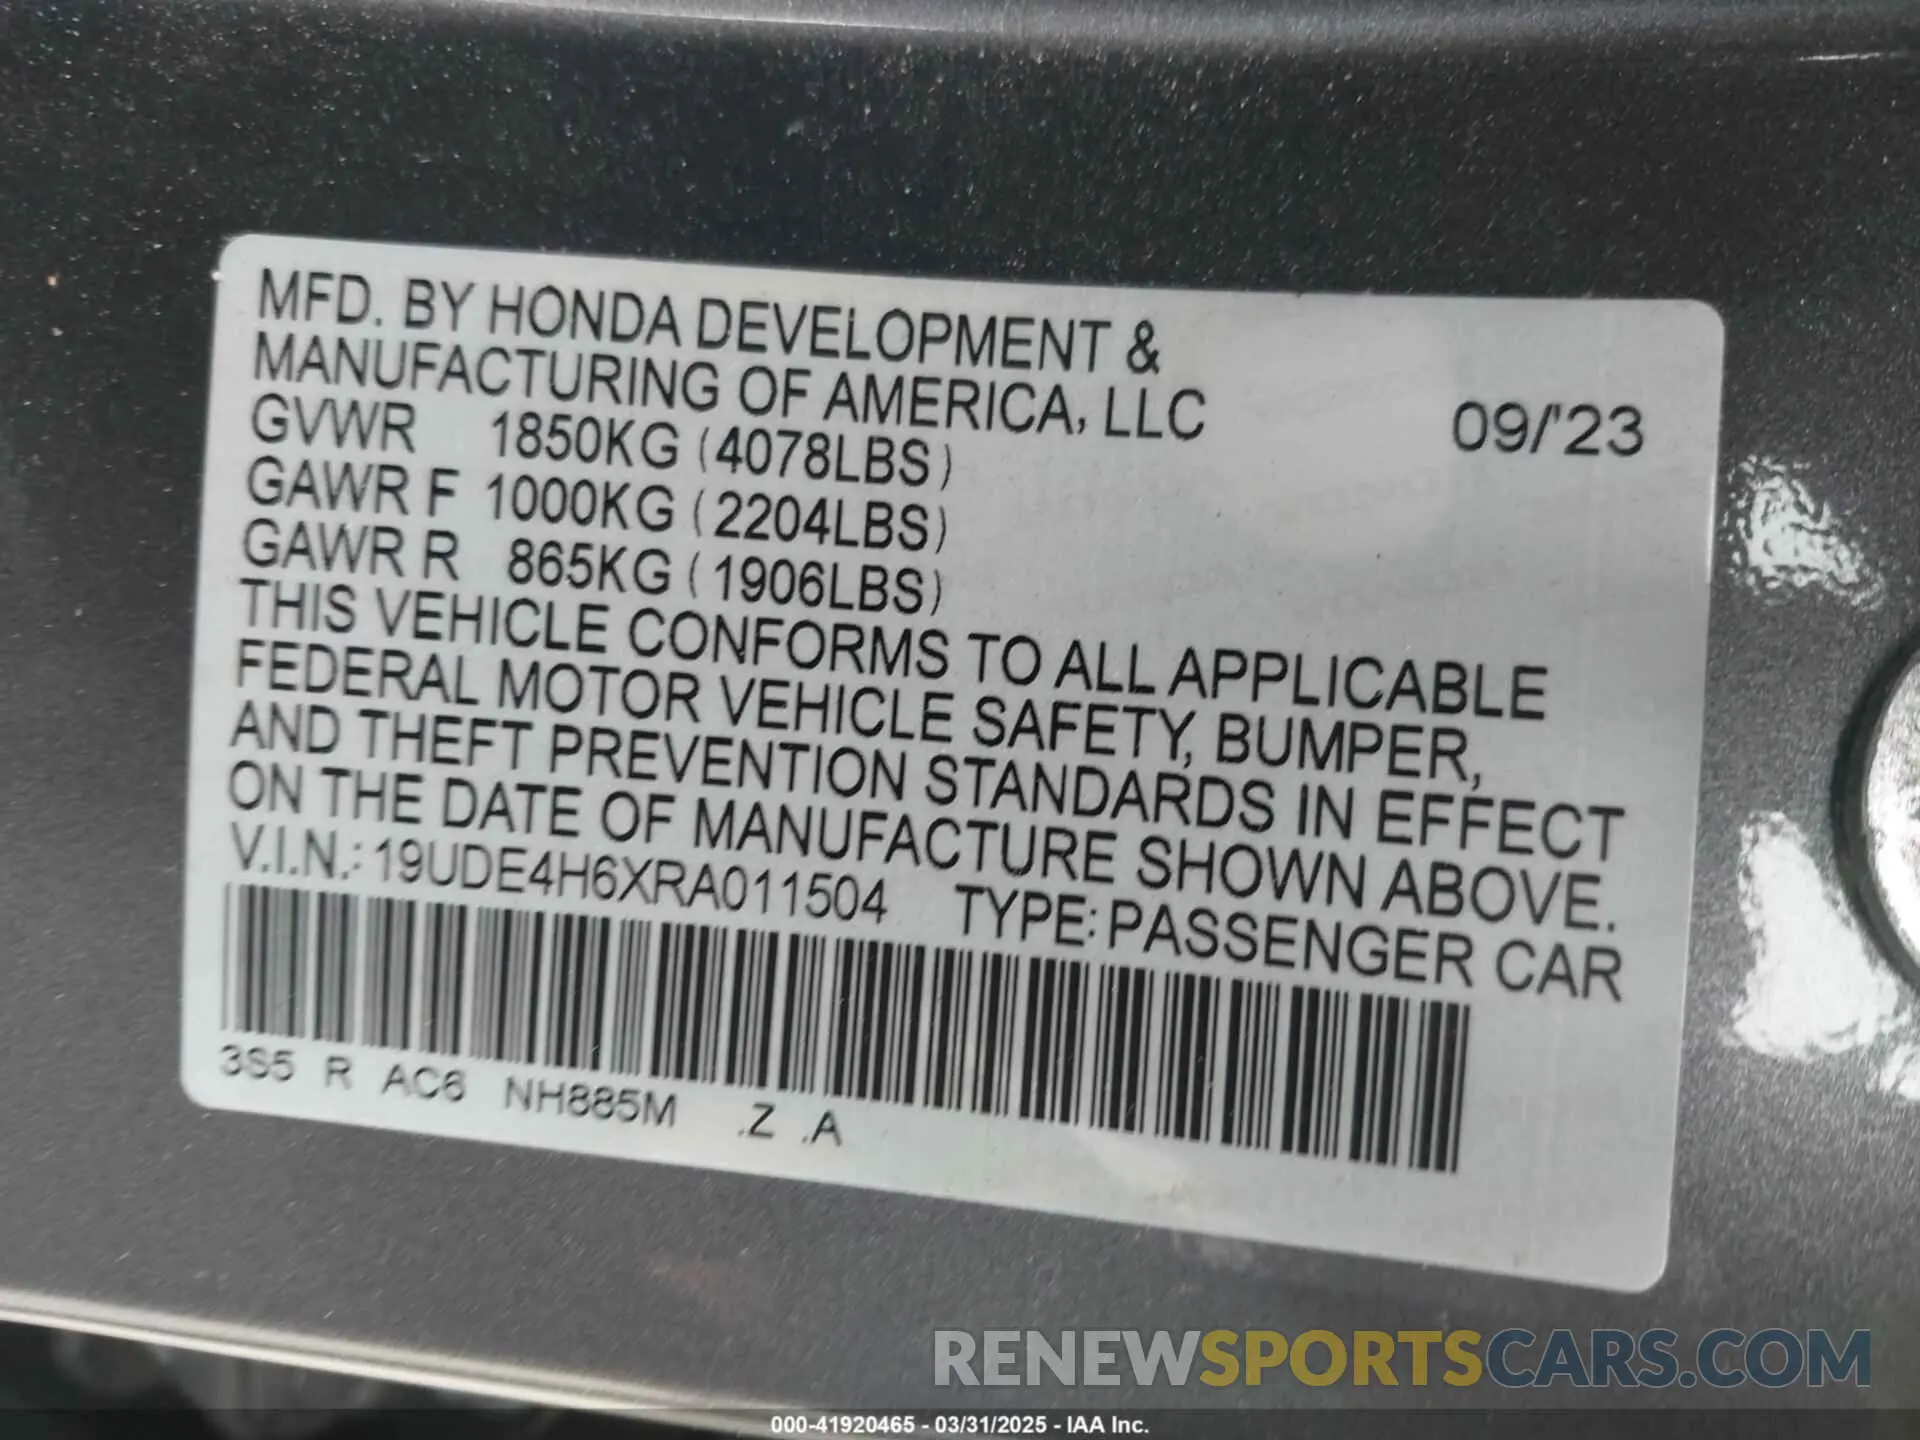 MFD. BY HONDA DEVELOPMENT &
MANUFACTURING OF AMERICA, LLC 09/'23
GVWR 1850KG (4078LBS)
GAWR F 1000KG (2204LBS)
GAWR R 865KG (1906LBS)
THIS VEHICLE CONFORMS TO ALL APPLICABLE
FEDERAL MOTOR VEHICLE SAFETY, BUMPER,
AND THEFT PREVENTION STANDARDS IN EFFECT
ON THE DATE OF MANUFACTURE SHOWN ABOVE.
V.I.N.: 19UDE4H6XRA011504 TYPE: PASSENGER CAR
3S5 R AC6 NH885M .Z .A
RENEWSPORTSCARS.COM
000-41920465 - 03/31/2025 - IAA Inc.